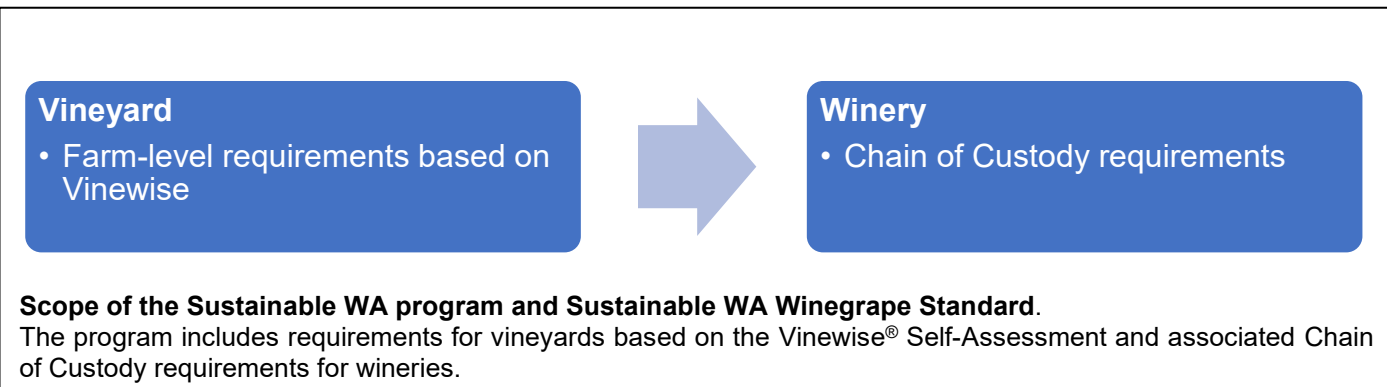 Vineyard
• Farm-level requirements based on
Vinewise
Winery
• Chain of Custody requirements
Scope of the Sustainable WA program and Sustainable WA Winegrape Standard.
The program includes requirements for vineyards based on the Vinewise® Self-Assessment and associated Chain
of Custody requirements for wineries.